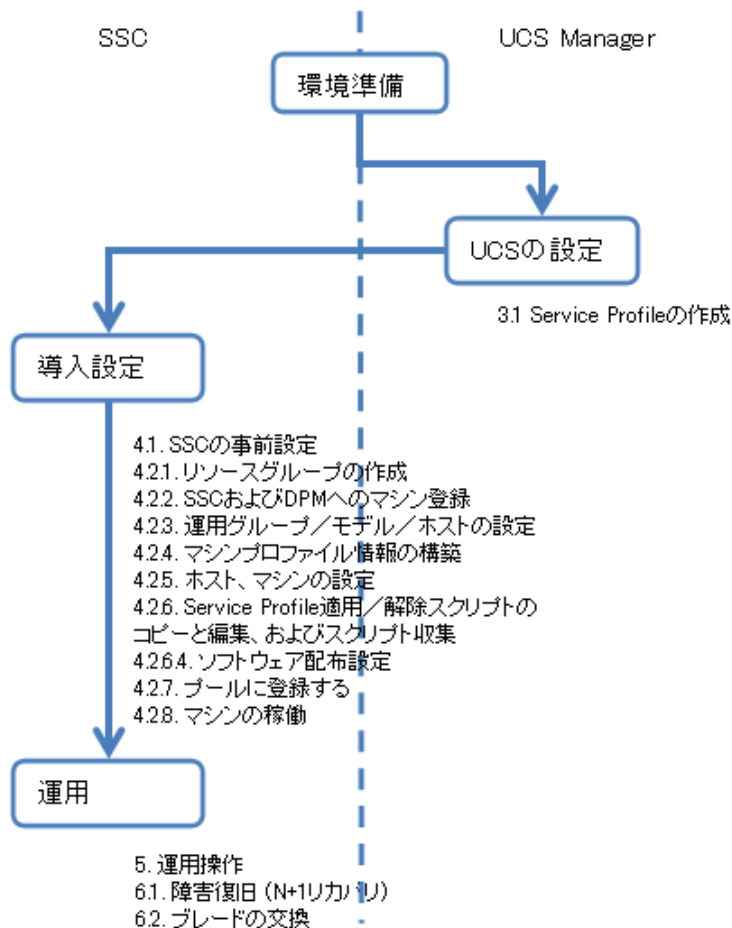 SSC
UCS Manager
環境準備
UCSの設定
3.1 Service Profileの作成
導入設定
4.1. SSCの事前設定
4.2.1. リソースグループの作成
4.2.2. SSCおよびDPMへのマシン登録
4.2.3. 運用グループ／モデル／ホストの設定
4.2.4. マシンプロファイル情報の構築
4.2.5. ホスト、マシンの設定
4.2.6. Service Profile適用／解除スクリプトの
コピーと編集、およびスクリプト収集
4.2.6.4. ソフトウェア配布設定
4.2.7. プールに登録する
4.2.8. マシンの稼働
運用
5. 運用操作
6.1. 障害復旧 (N+1リカバリ)
6.2. ブレードの交換